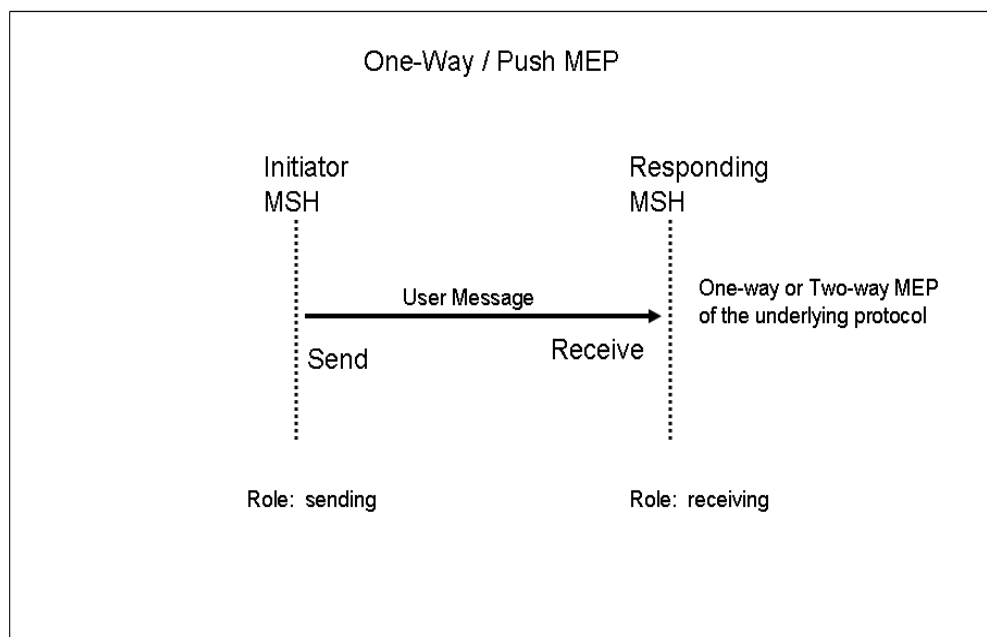 One-Way / Push MEP
Initiator
MSH
Responding
MSH
User Message
One-way or Two-way MEP
of the underlying protocol
Send
Receive
Role: sending
Role: receiving